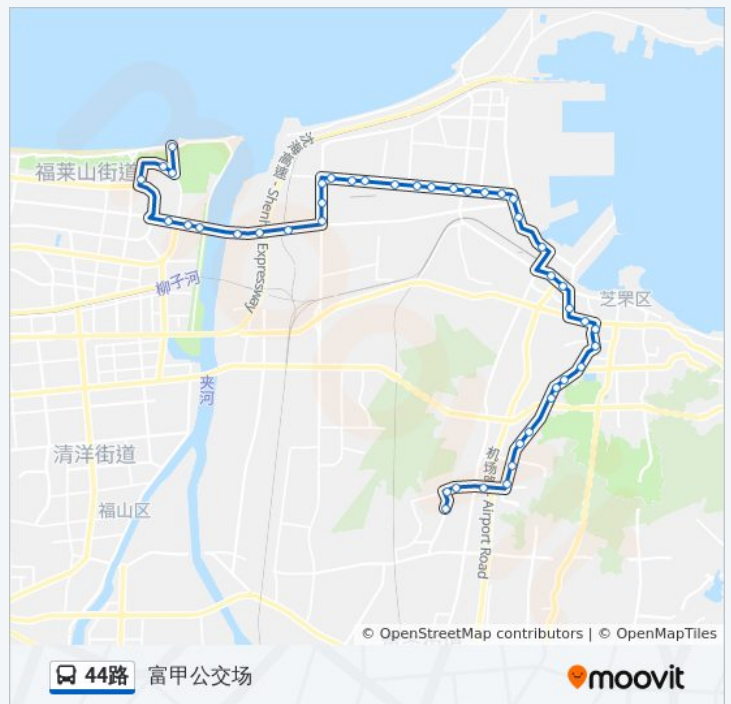 沈海高速 - Shenhai Expressway
福莱山街道
柳子河
芝罘区
夹河
清洋街道
机场路 - Airport Road
福山区
© OpenStreetMap contributors | © OpenMapTiles
44路 富甲公交场 moovit